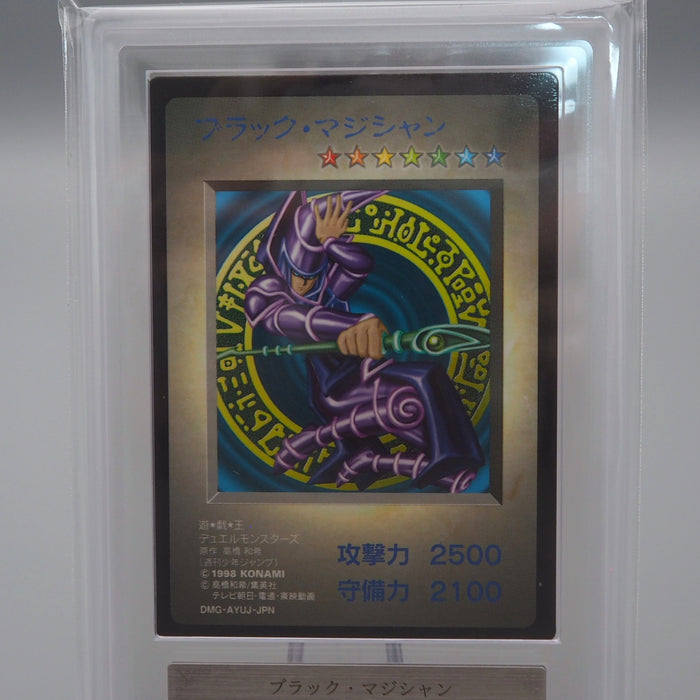 ブラック・マジシャン
遊★戯★王
デュエルモンスターズ
原作 高橋 和希
(週刊少年ジャンプ)
© 1998 KONAMI
© 高橋和希/集英社・
テレビ朝日・電通・東映動画
DMG-AYUJ-JPN
攻撃力 2500
守備力 2100
ブラック・マジシャン